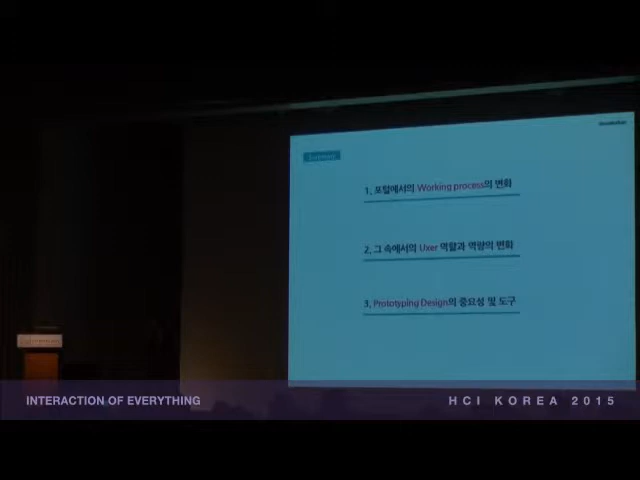 1. 포털에서의 Working process의 변화
2. 그 속에서의 Uxer 역할과 역량의 변화
3. Prototyping Design의 중요성 및 도구
INTERACTION OF EVERYTHING
HCI KOREA 2015